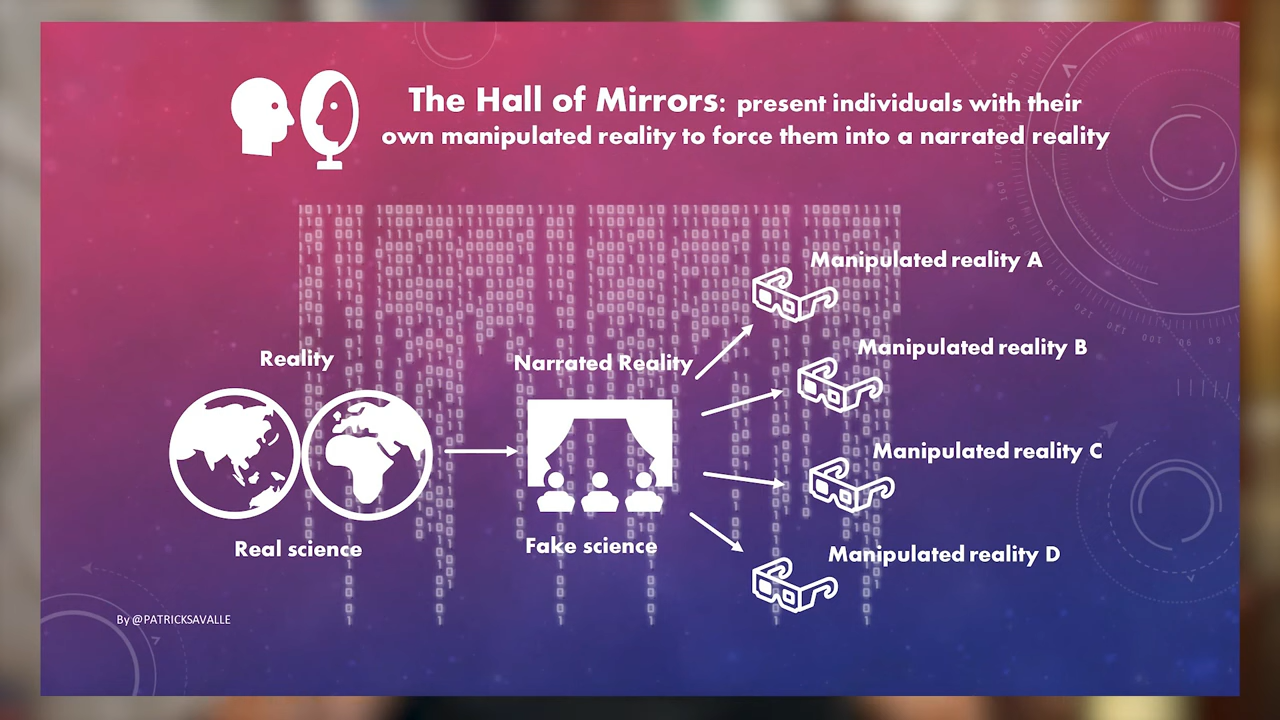 The Hall of Mirrors: present individuals with their
own manipulated reality to force them into a narrated reality
Manipulated reality A
Manipulated reality B
Reality
Narrated Reality
Manipulated reality C
Real science
Fake science
Manipulated reality D
By @PATRICKSAVALLE